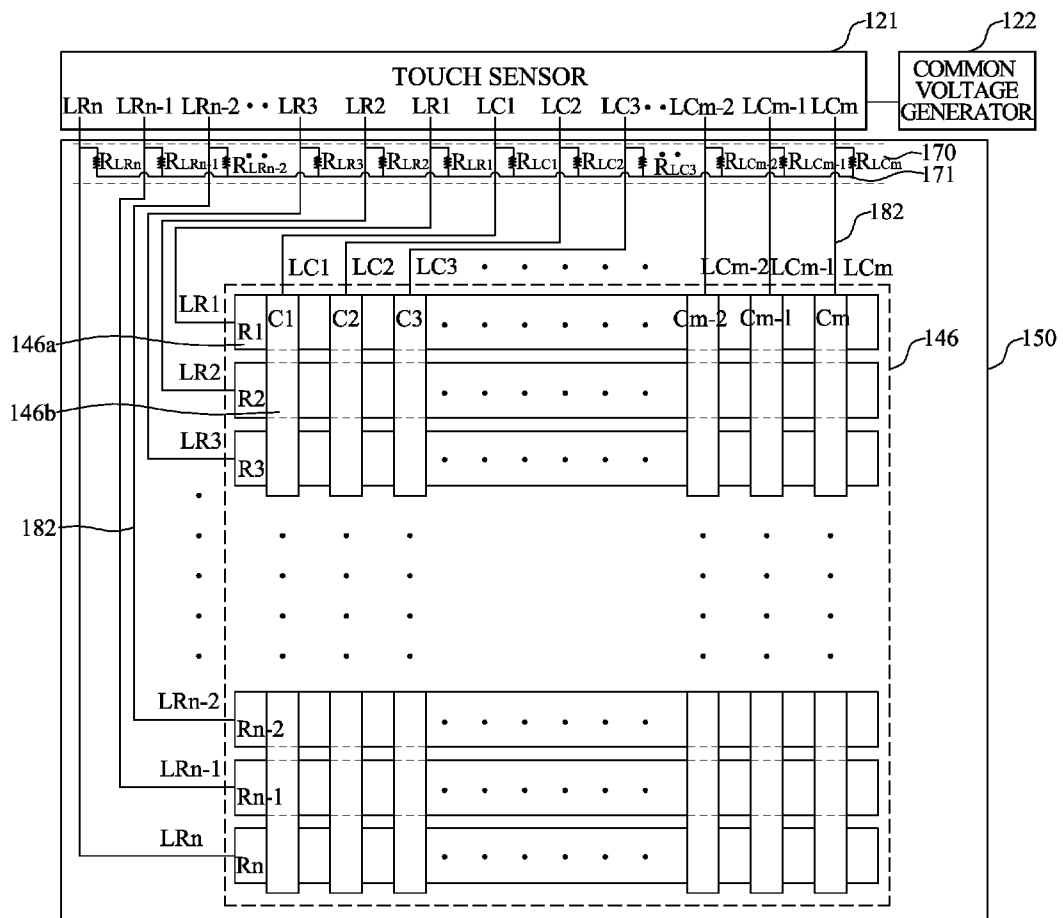 121
122
TOUCH SENSOR
COMMON
VOLTAGE
GENERATOR
LRn LRn-1 LRn-2 LR3 LR2 LR1 LC1 LC2 LC3 LCm-2 LCm-1 LCm
RLRn RLRn-1 RLRn-2 RLR3 RLR2 RLR1 RLC1 RLC2 RLC3 RLCm-2 RLCm-1 RLCm 170
171
182
LC1 LC2 LC3 LCm-2 LCm-1 LCm
LR1
C1 C2 C3 Cm-2 Cm-1 Cm
R1
146a 146 150
LR2
R2
146b
LR3
R3
182
LRn-2
Rn-2
LRn-1
Rn-1
LRn
Rn